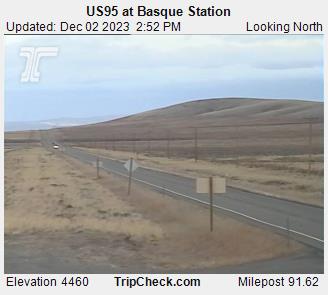 US95 at Basque Station
Updated: Dec 02 2023 2:52 PM Looking North
Elevation 4460 TripCheck.com Milepost 91.62